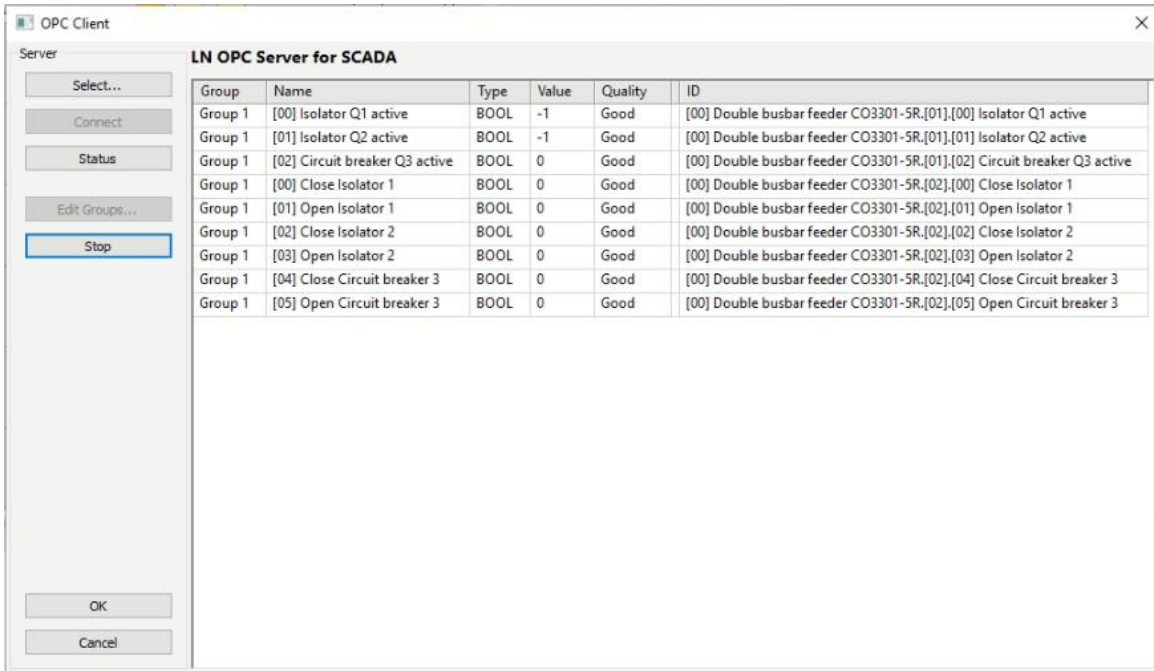 OPC Client
Server
Select...
Connect
Status
Edit Groups...
Stop
OK
Cancel
LN OPC Server for SCADA
Group Name Type Value Quality ID
Group 1 [00] Isolator Q1 active BOOL -1 Good [00] Double busbar feeder CO3301-5R.[01].[00] Isolator Q1 active
Group 1 [01] Isolator Q2 active BOOL -1 Good [00] Double busbar feeder CO3301-5R.[01].[01] Isolator Q2 active
Group 1 [02] Circuit breaker Q3 active BOOL 0 Good [00] Double busbar feeder CO3301-5R.[01].[02] Circuit breaker Q3 active
Group 1 [00] Close Isolator 1 BOOL 0 Good [00] Double busbar feeder CO3301-5R.[02].[00] Close Isolator 1
Group 1 [01] Open Isolator 1 BOOL 0 Good [00] Double busbar feeder CO3301-5R.[02].[01] Open Isolator 1
Group 1 [02] Close Isolator 2 BOOL 0 Good [00] Double busbar feeder CO3301-5R.[02].[02] Close Isolator 2
Group 1 [03] Open Isolator 2 BOOL 0 Good [00] Double busbar feeder CO3301-5R.[02].[03] Open Isolator 2
Group 1 [04] Close Circuit breaker 3 BOOL 0 Good [00] Double busbar feeder CO3301-5R.[02].[04] Close Circuit breaker 3
Group 1 [05] Open Circuit breaker 3 BOOL 0 Good [00] Double busbar feeder CO3301-5R.[02].[05] Open Circuit breaker 3